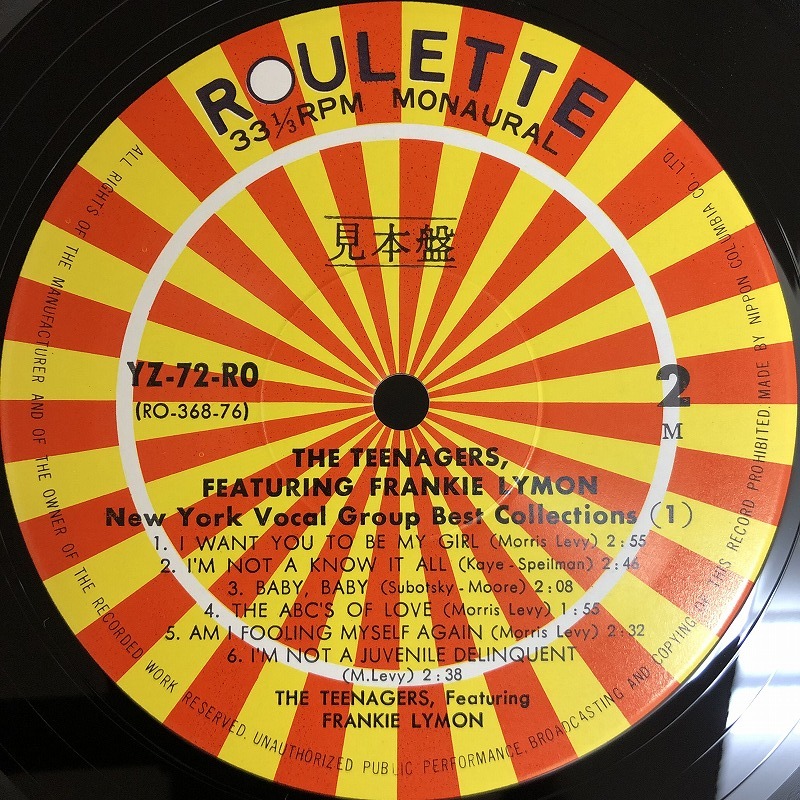 ROULETTE
33 1/3 RPM MONAURAL
見本盤
YZ-72-RO
(RO-368-76)
2
M
THE TEENAGERS,
FEATURING FRANKIE LYMON
New York Vocal Group Best Collections (1)
1. I WANT YOU TO BE MY GIRL (Morris Levy) 2:55
2. I'M NOT A KNOW IT ALL (Kaye-Speilman) 2:46
3. BABY, BABY (Subotsky-Moore) 2:08
4. THE ABC'S OF LOVE (Morris Levy) 1:55
5. AM I FOOLING MYSELF AGAIN (Morris Levy) 2:32
6. I'M NOT A JUVENILE DELINQUENT
(M.Levy) 2:38
THE TEENAGERS, Featuring
FRANKIE LYMON
ALL RIGHTS OF THE MANUFACTURER AND OF THE OWNER OF THE RECORDED WORK RESERVED. UNAUTHORIZED PUBLIC PERFORMANCE, BROADCASTING AND COPYING OF THIS RECORD PROHIBITED. MADE BY NIPPON COLUMBIA CO., LTD.